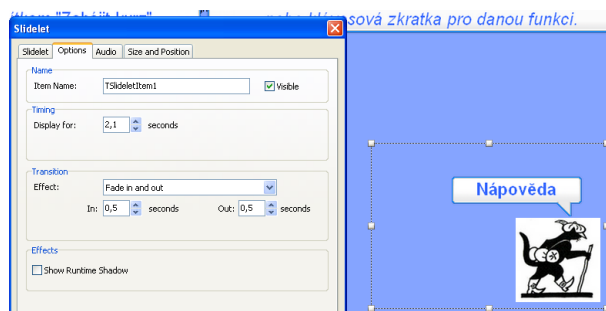 "Zahájit kurz"
sová zkratka pro danou funkci.
Slidelet
Slidelet Options Audio Size and Position
Name
Item Name: TSlideletItem1 Visible
Timing
Display for: 2,1 seconds
Transition
Effect: Fade in and out
In: 0,5 seconds Out: 0,5 seconds
Effects
Show Runtime Shadow
Nápověda